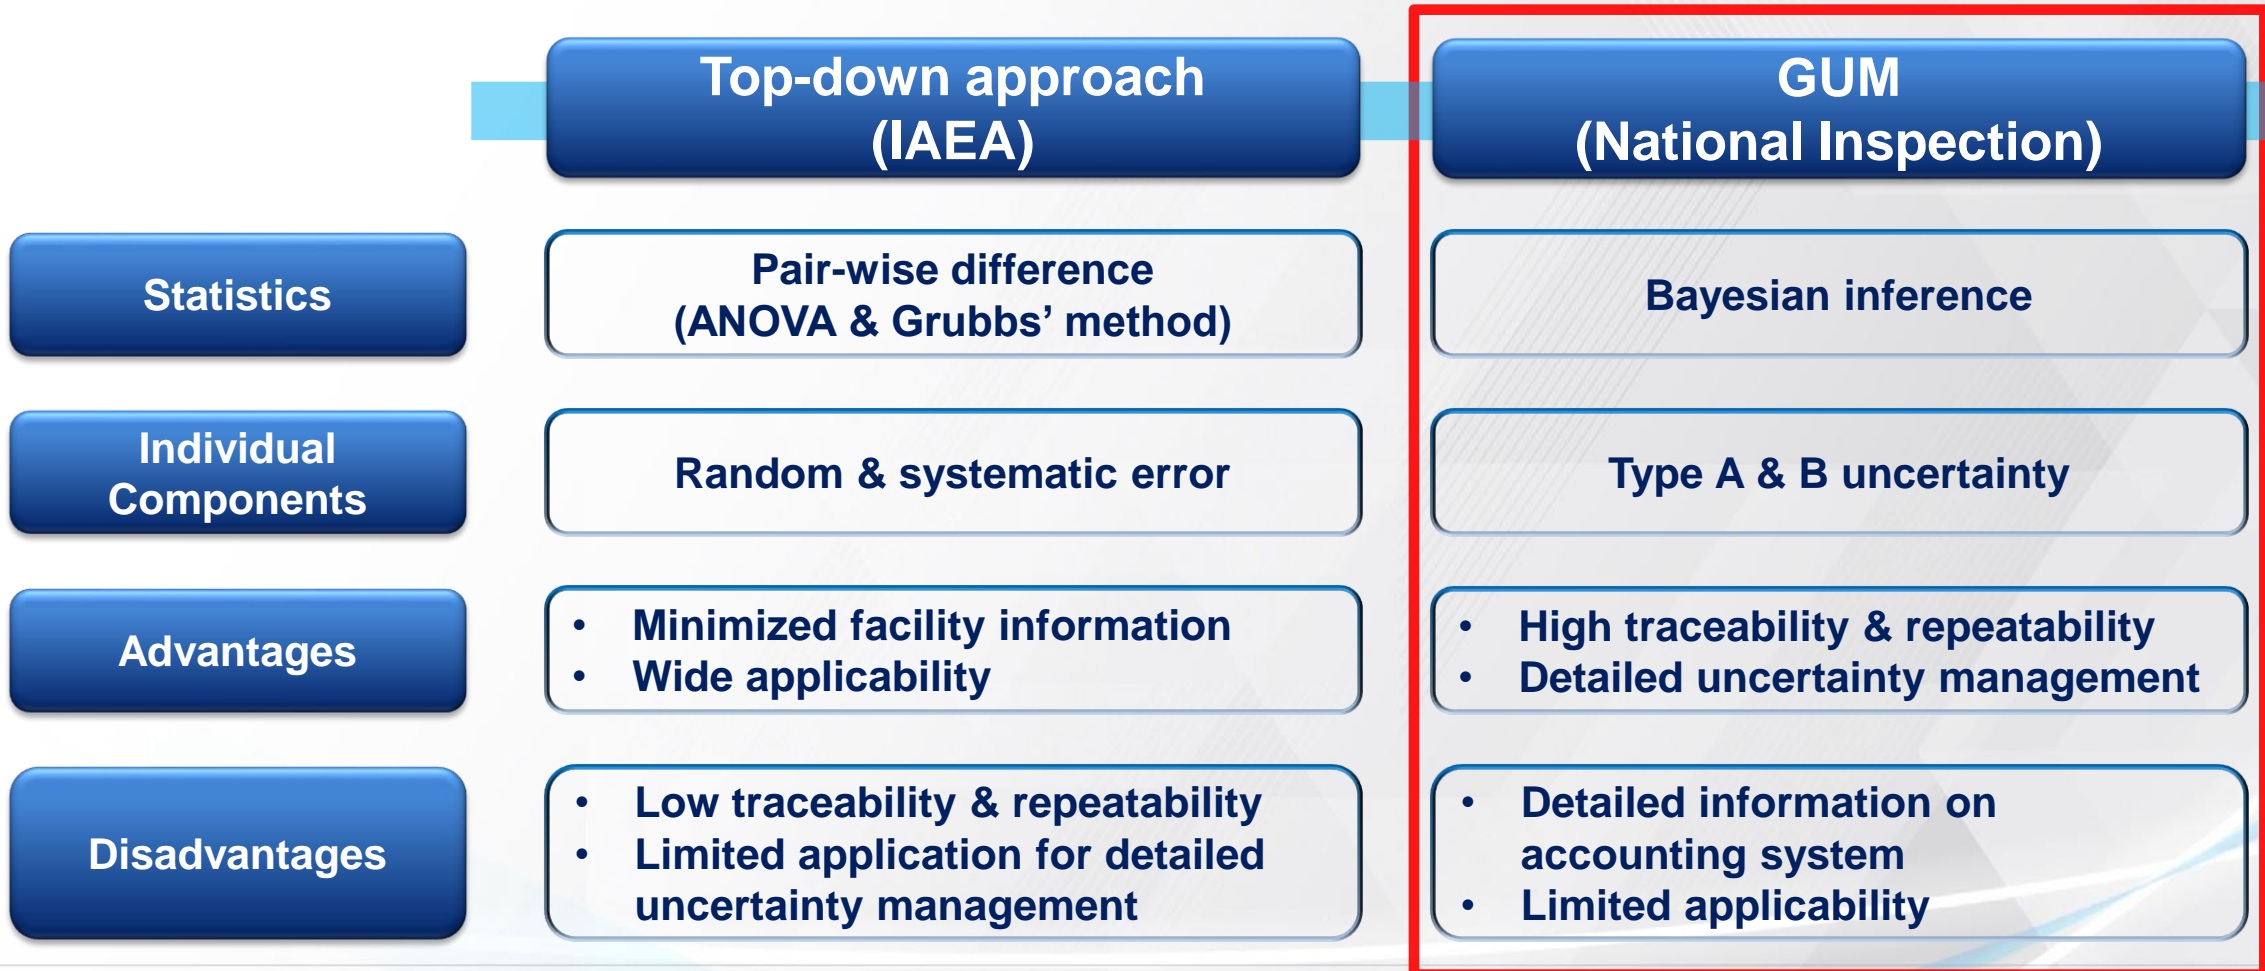 Top-down approach
(IAEA)
GUM
(National Inspection)
Statistics
Pair-wise difference
(ANOVA & Grubbs’ method)
Bayesian inference
Individual
Components
Random & systematic error
Type A & B uncertainty
Advantages
• Minimized facility information
• Wide applicability
• High traceability & repeatability
• Detailed uncertainty management
Disadvantages
• Low traceability & repeatability
• Limited application for detailed
uncertainty management
• Detailed information on
accounting system
• Limited applicability